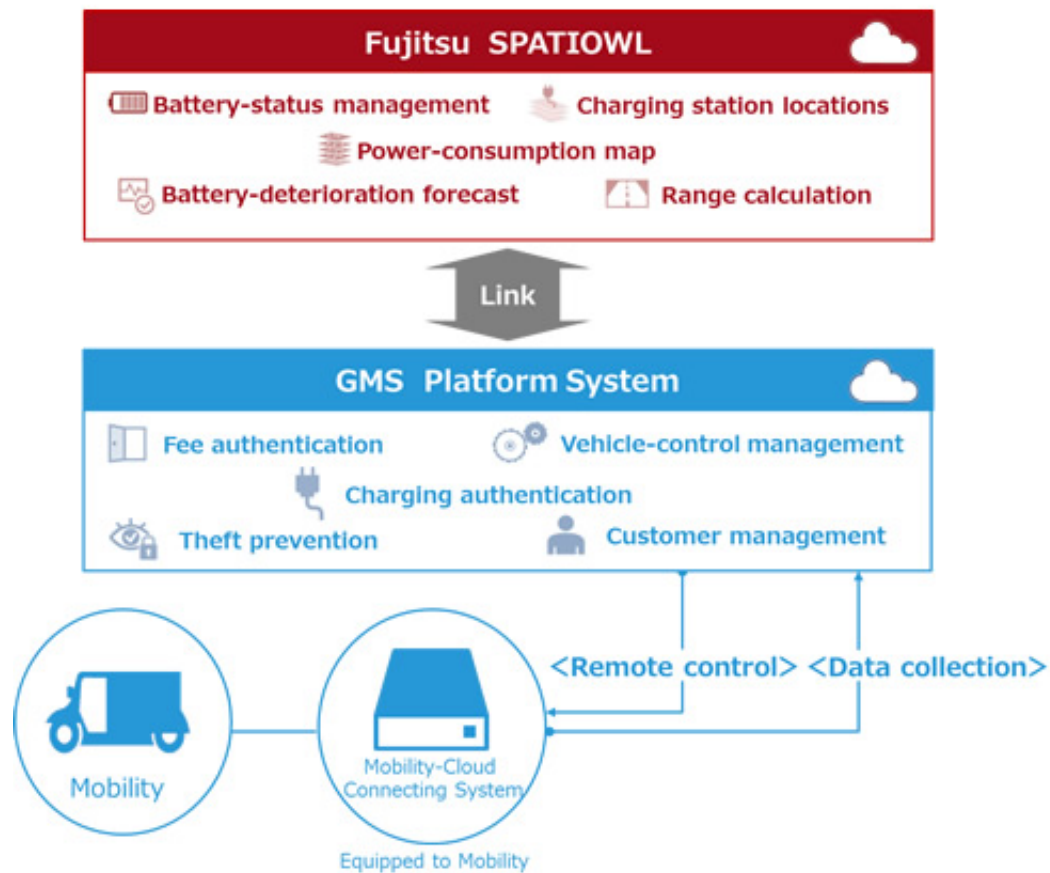 Fujitsu SPATIOWL
Battery-status management
Charging station locations
Power-consumption map
Battery-deterioration forecast
Range calculation
Link
GMS Platform System
Fee authentication
Vehicle-control management
Charging authentication
Theft prevention
Customer management
<Remote control>
<Data collection>
Mobility
Mobility-Cloud
Connecting System
Equipped to Mobility